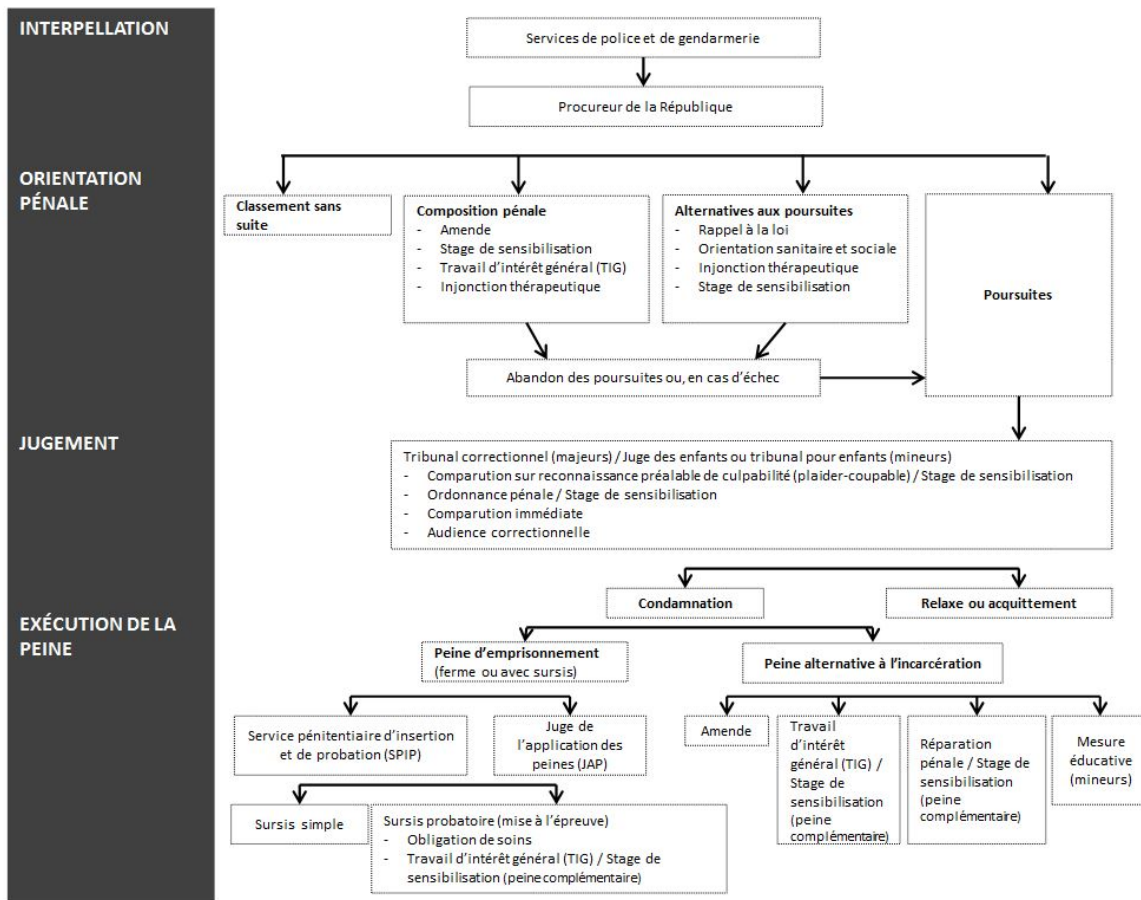 INTERPELLATION
Services de police et de gendarmerie
Procureur de la République
ORIENTATION
PÉNALE
Classement sans
suite
Composition pénale
- Amende
- Stage de sensibilisation
- Travail d'intérêt général (TIG)
- Injonction thérapeutique
Alternatives aux poursuites
- Rappel à la loi
- Orientation sanitaire et sociale
- Injonction thérapeutique
- Stage de sensibilisation
Poursuites
Abandon des poursuites ou, en cas d'échec
JUGEMENT
Tribunal correctionnel (majeurs) / Juge des enfants ou tribunal pour enfants (mineurs)
- Comparution sur reconnaissance préalable de culpabilité (plaider-coupable) / Stage de sensibilisation
- Ordonnance pénale / Stage de sensibilisation
- Comparution immédiate
- Audience correctionnelle
Condamnation
Relaxe ou acquittement
EXÉCUTION DE LA
PEINE
Peine d'emprisonnement
(ferme ou avec sursis)
Peine alternative à l'incarcération
Service pénitentiaire d'insertion
et de probation (SPIP)
Juge de
l'application des
peines (JAP)
Amende
Travail
d'intérêt
général (TIG) /
Stage de
sensibilisation
(peine
complémentaire)
Réparation
pénale / Stage de
sensibilisation
(peine
complémentaire)
Mesure
éducative
(mineurs)
Sursis simple
Sursis probatoire (mise à l'épreuve)
- Obligation de soins
- Travail d'intérêt général (TIG) / Stage de
sensibilisation (peine complémentaire)